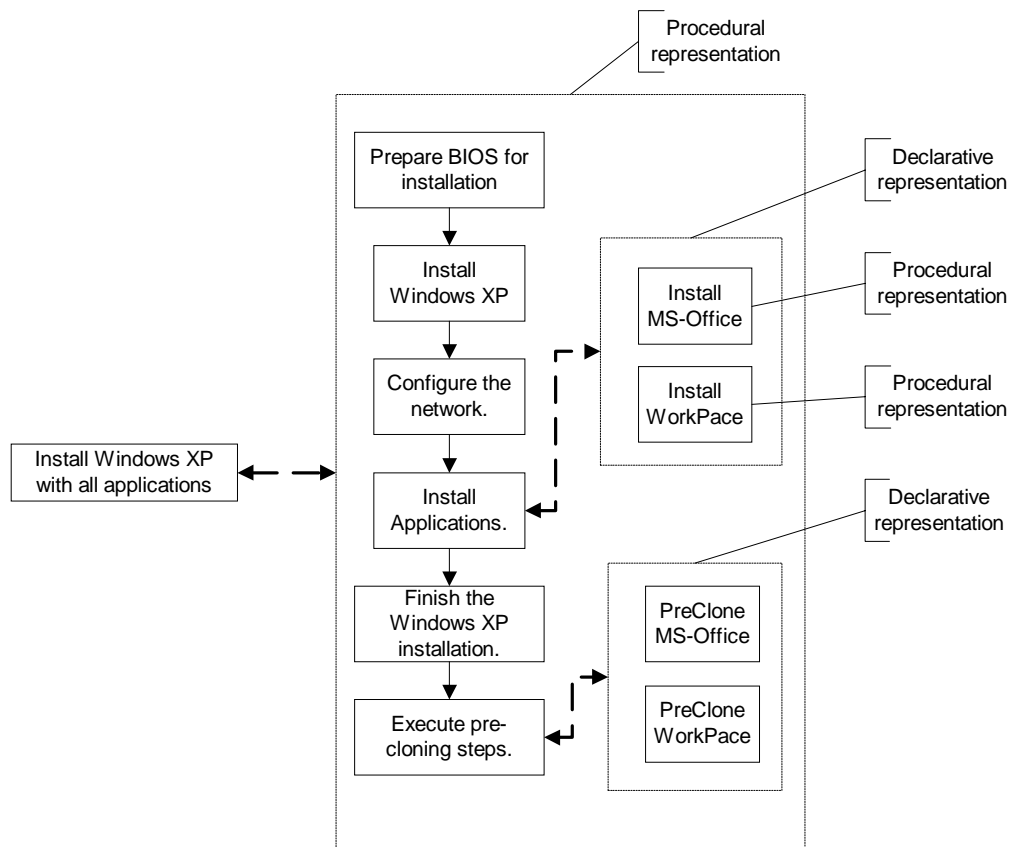 Procedural
representation
Prepare BIOS for
installation
Declarative
representation
Install
Windows XP
Install
MS-Office
Procedural
representation
Configure the
network.
Install
WorkPace
Procedural
representation
Install Windows XP
with all applications
Install
Applications.
Declarative
representation
Finish the
Windows XP
installation.
PreClone
MS-Office
Execute pre-
cloning steps.
PreClone
WorkPace